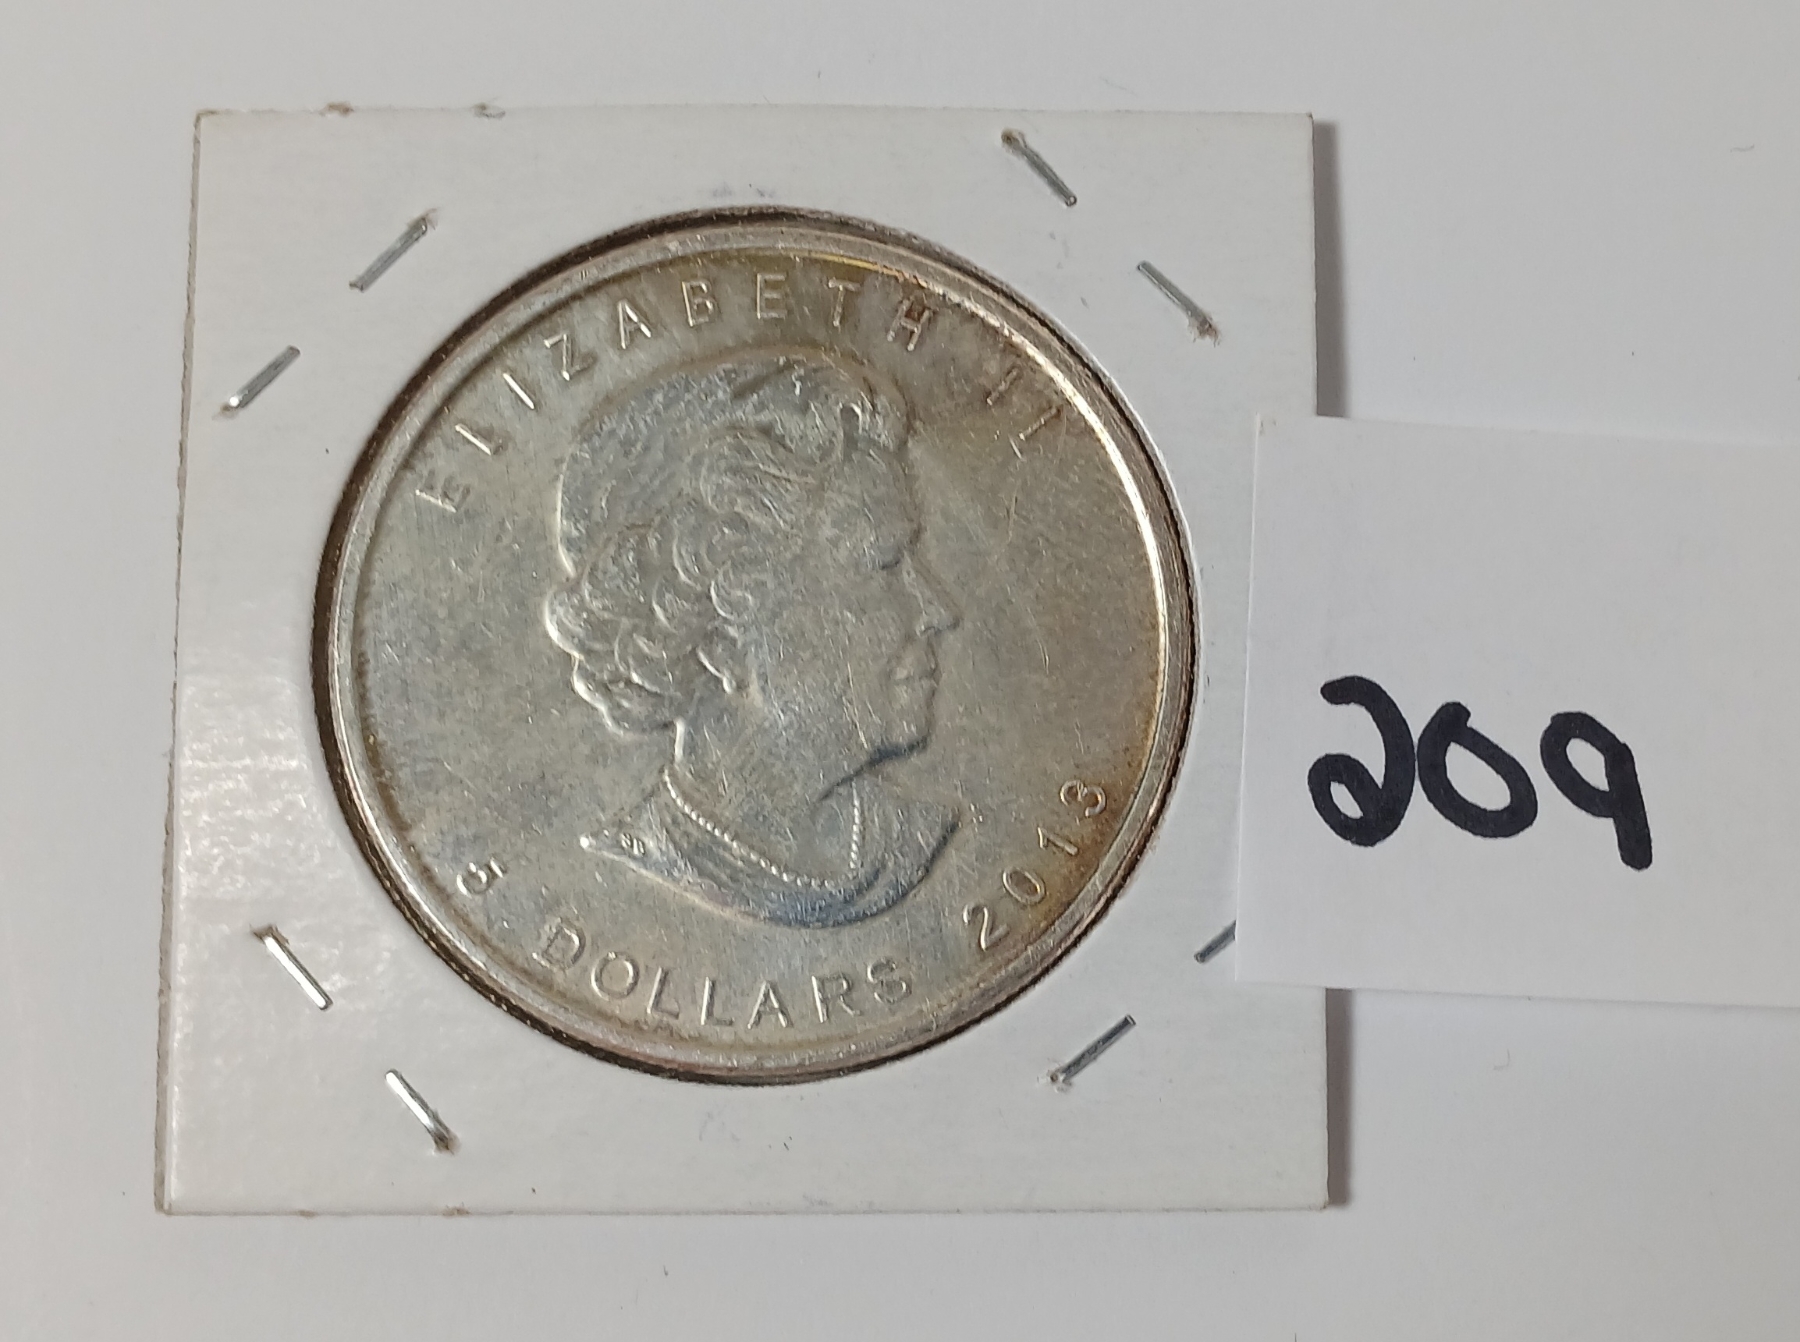 ELIZABETH II
5 DOLLARS 2013
209